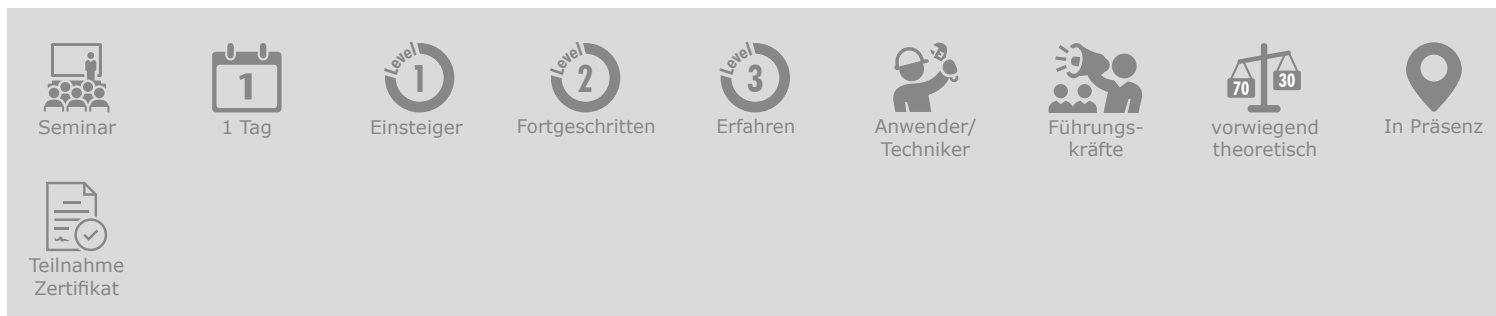 1
Level
1
Level
2
Level
3
70
30
Seminar
1 Tag
Einsteiger
Fortgeschritten
Erfahren
Anwender/
Techniker
Führungs-
kräfte
vorwiegend
theoretisch
In Präsenz
Teilnahme
Zertifikat